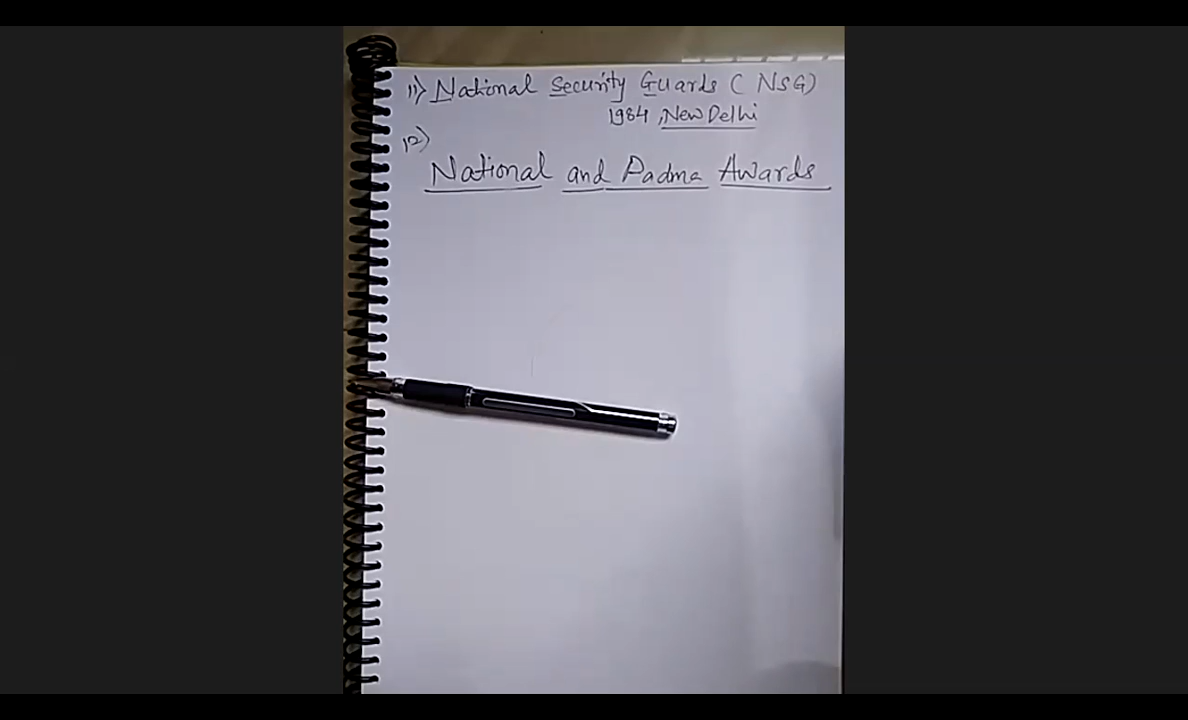 11) National Security Guards ( NSG)
1984, New Delhi
12)
National and Padma Awards